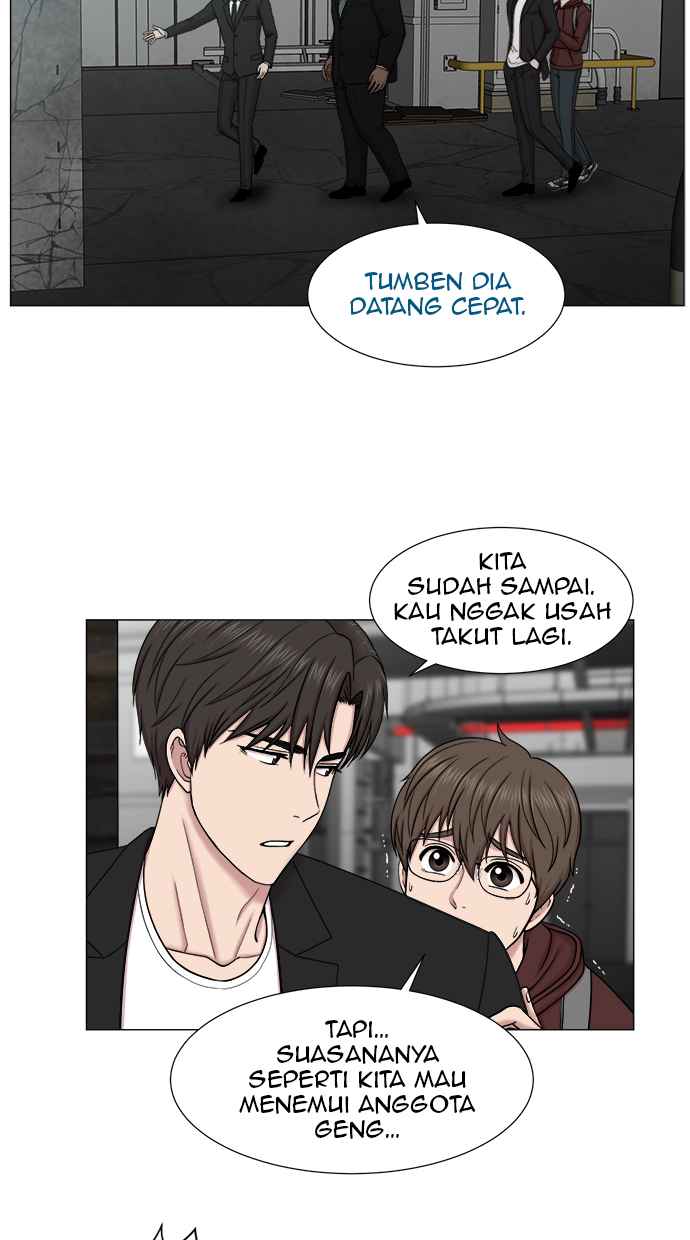 TUMBEN DIA
DATANG CEPAT.
KITA
SUDAH SAMPAI.
KAU NGGAK USAH
TAKUT LAGI.
TAPI...
SUASANANYA
SEPERTI KITA MAU
MENEMUI ANGGOTA
GENG...